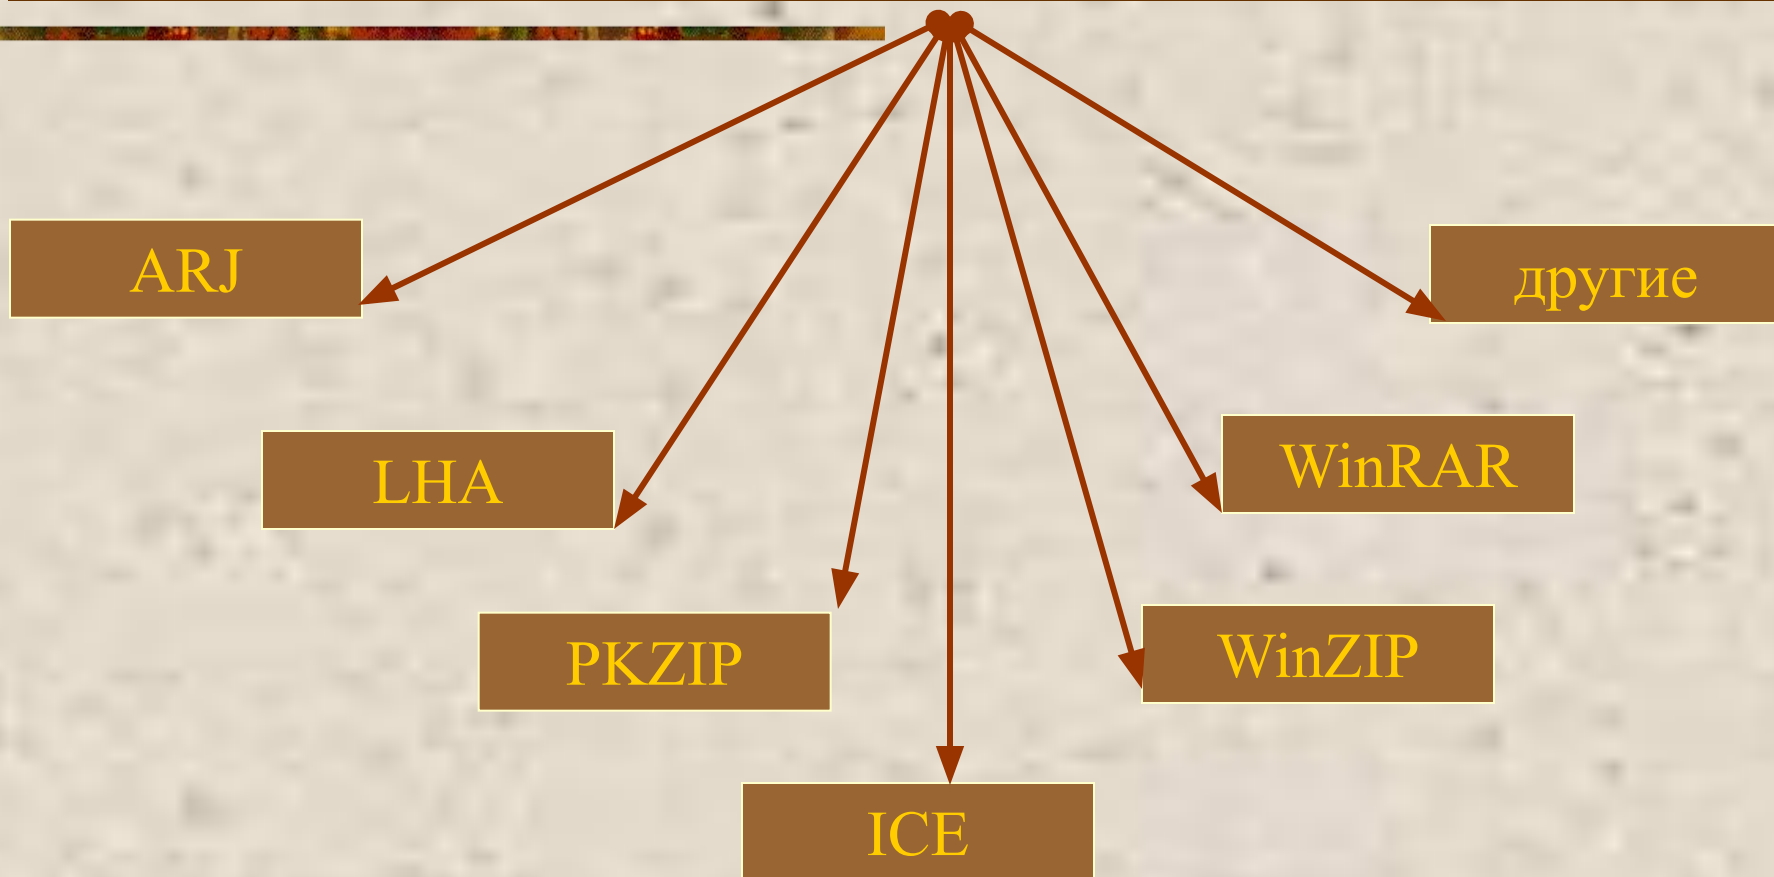 ARJ
другие
LHA
WinRAR
PKZIP
WinZIP
ICE